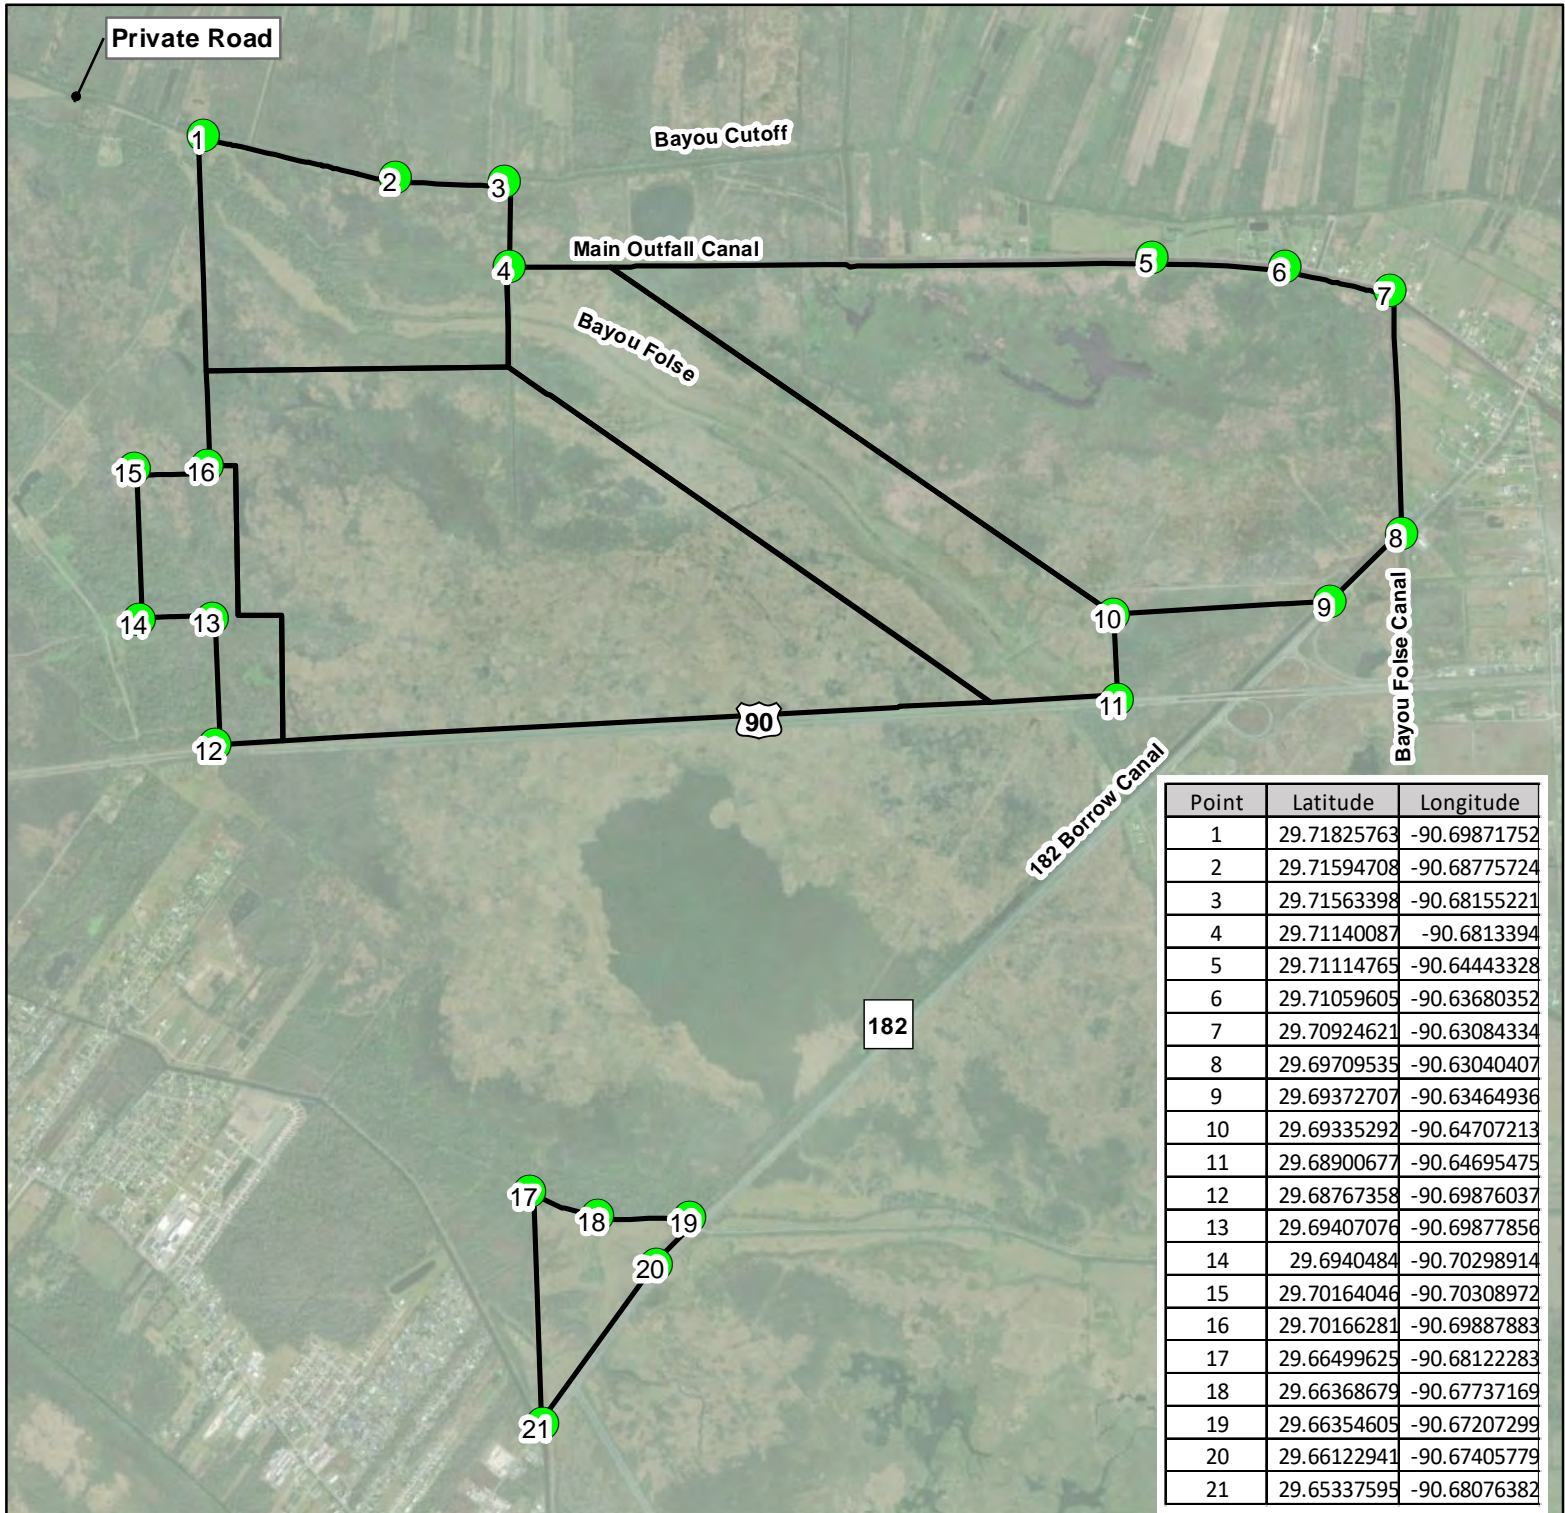 Private Road
1
2
3
Bayou Cutoff
Main Outfall Canal
4
5
6
7
Bayou Folse
15
16
8
14
13
9
10
Bayou Folse Canal
11
12
90
182 Borrow Canal
182
17
18
19
20
21
Point Latitude Longitude
1 29.71825763 -90.69871752
2 29.71594708 -90.68775724
3 29.71563398 -90.68155221
4 29.71140087 -90.6813394
5 29.71114765 -90.64443328
6 29.71059605 -90.63680352
7 29.70924621 -90.63084334
8 29.69709535 -90.63040407
9 29.69372707 -90.63464936
10 29.69335292 -90.64707213
11 29.68900677 -90.64695475
12 29.68767358 -90.69876037
13 29.69407076 -90.69877856
14 29.6940484 -90.70298914
15 29.70164046 -90.70308972
16 29.70166281 -90.69887883
17 29.66499625 -90.68122283
18 29.66368679 -90.67737169
19 29.66354605 -90.67207299
20 29.66122941 -90.67405779
21 29.65337595 -90.68076382